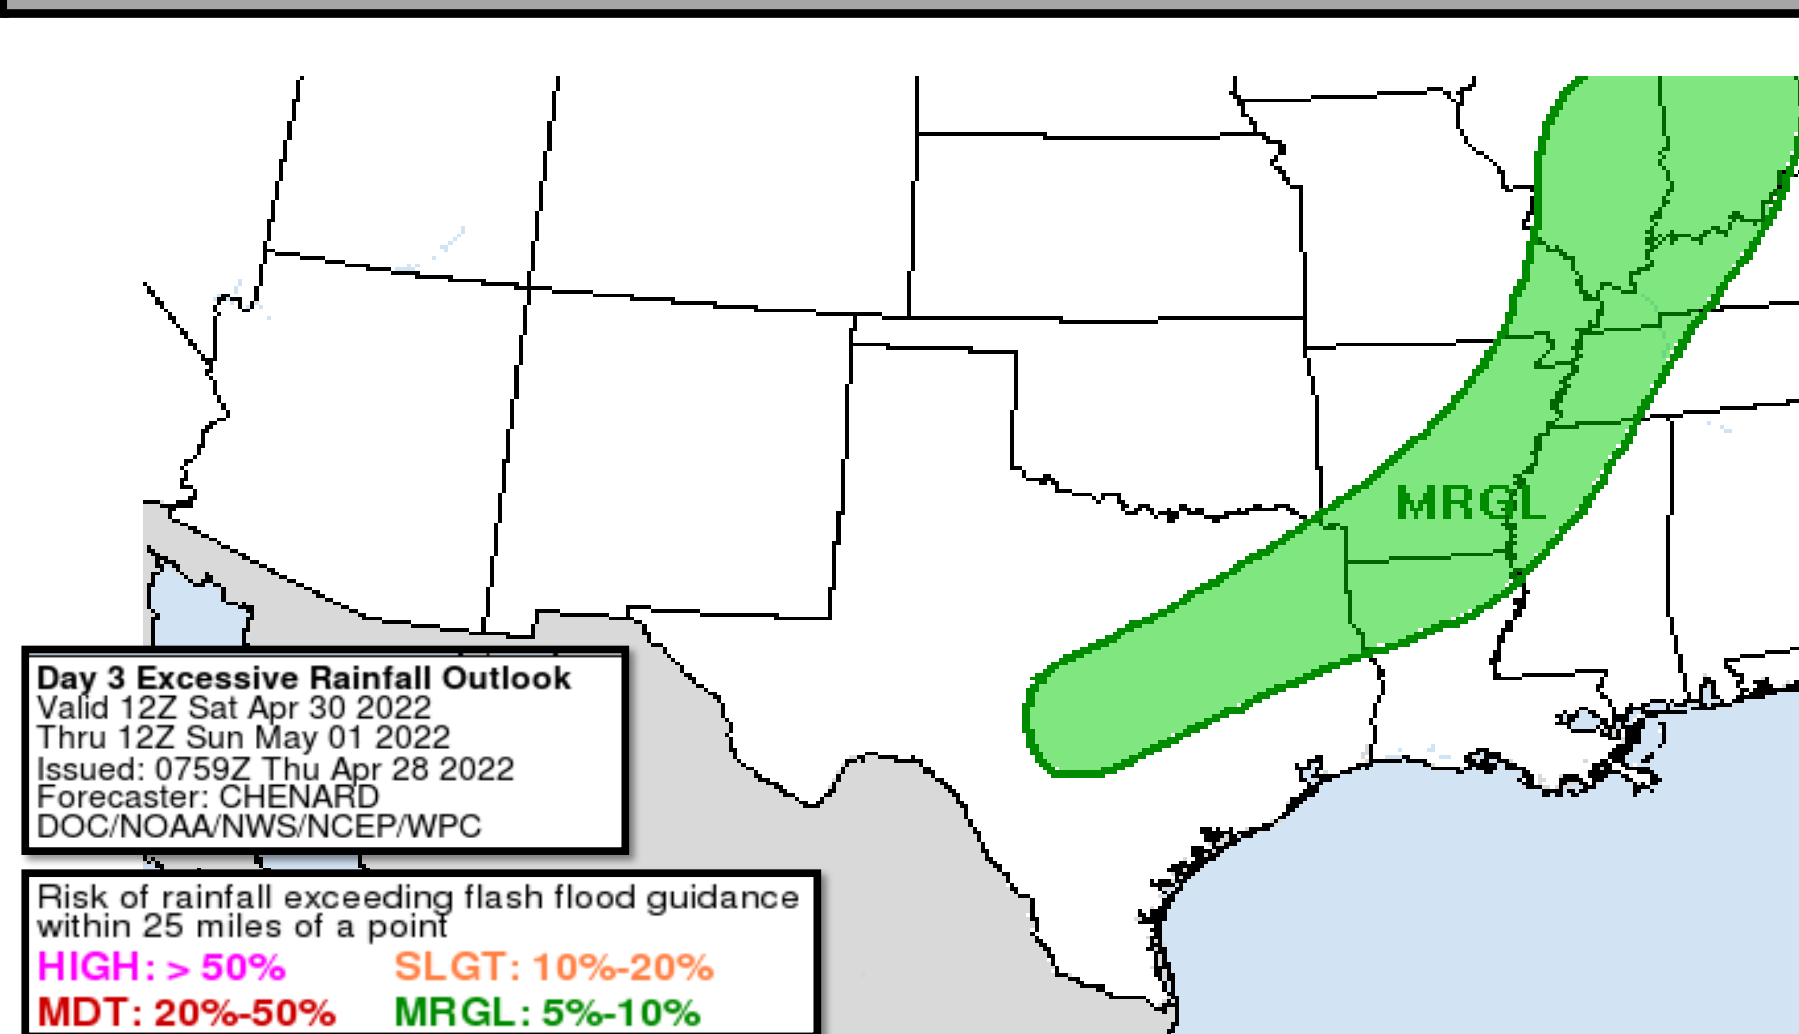 MRGL
Day 3 Excessive Rainfall Outlook
Valid 12Z Sat Apr 30 2022
Thru 12Z Sun May 01 2022
Issued: 0759Z Thu Apr 28 2022
Forecaster: CHENARD
DOC/NOAA/NWS/NCEP/WPC
Risk of rainfall exceeding flash flood guidance
within 25 miles of a point
HIGH: > 50% SLGT: 10%-20%
MDT: 20%-50% MRGL: 5%-10%